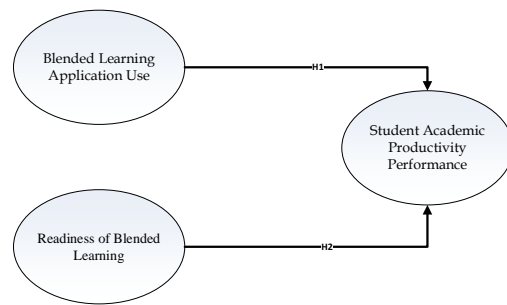 Blended Learning
Application Use
H1
Student Academic
Productivity
Performance
Readiness of Blended
Learning
H2